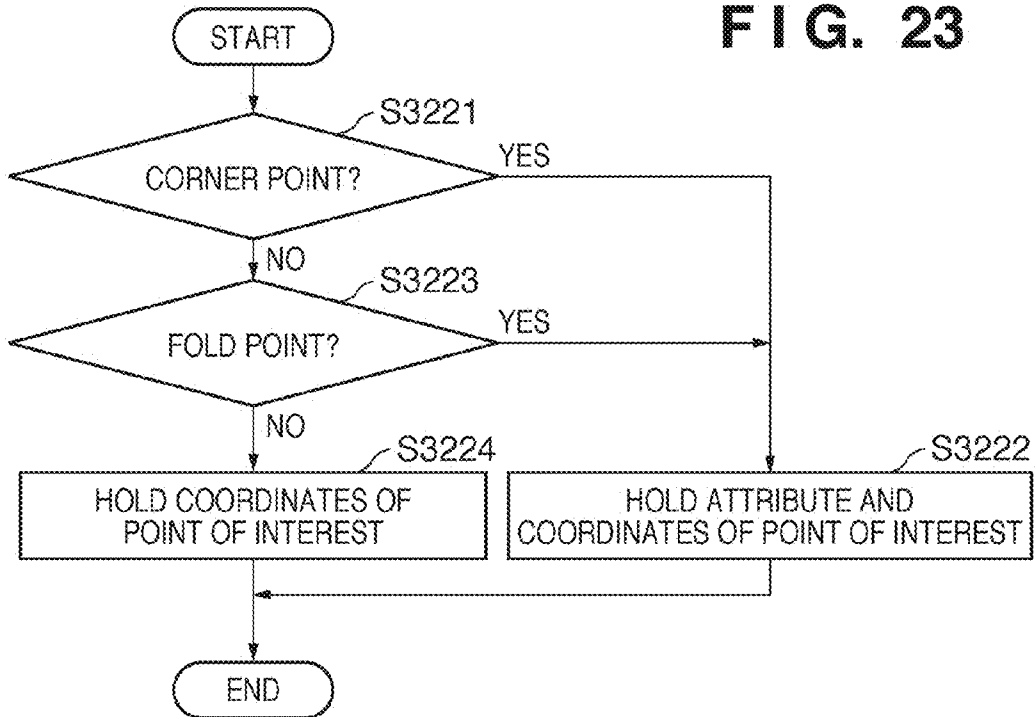 FIG. 23
START
S3221
CORNER POINT?
YES
NO
S3223
FOLD POINT?
YES
NO
S3224
HOLD COORDINATES OF
POINT OF INTEREST
S3222
HOLD ATTRIBUTE AND
COORDINATES OF POINT OF INTEREST
END